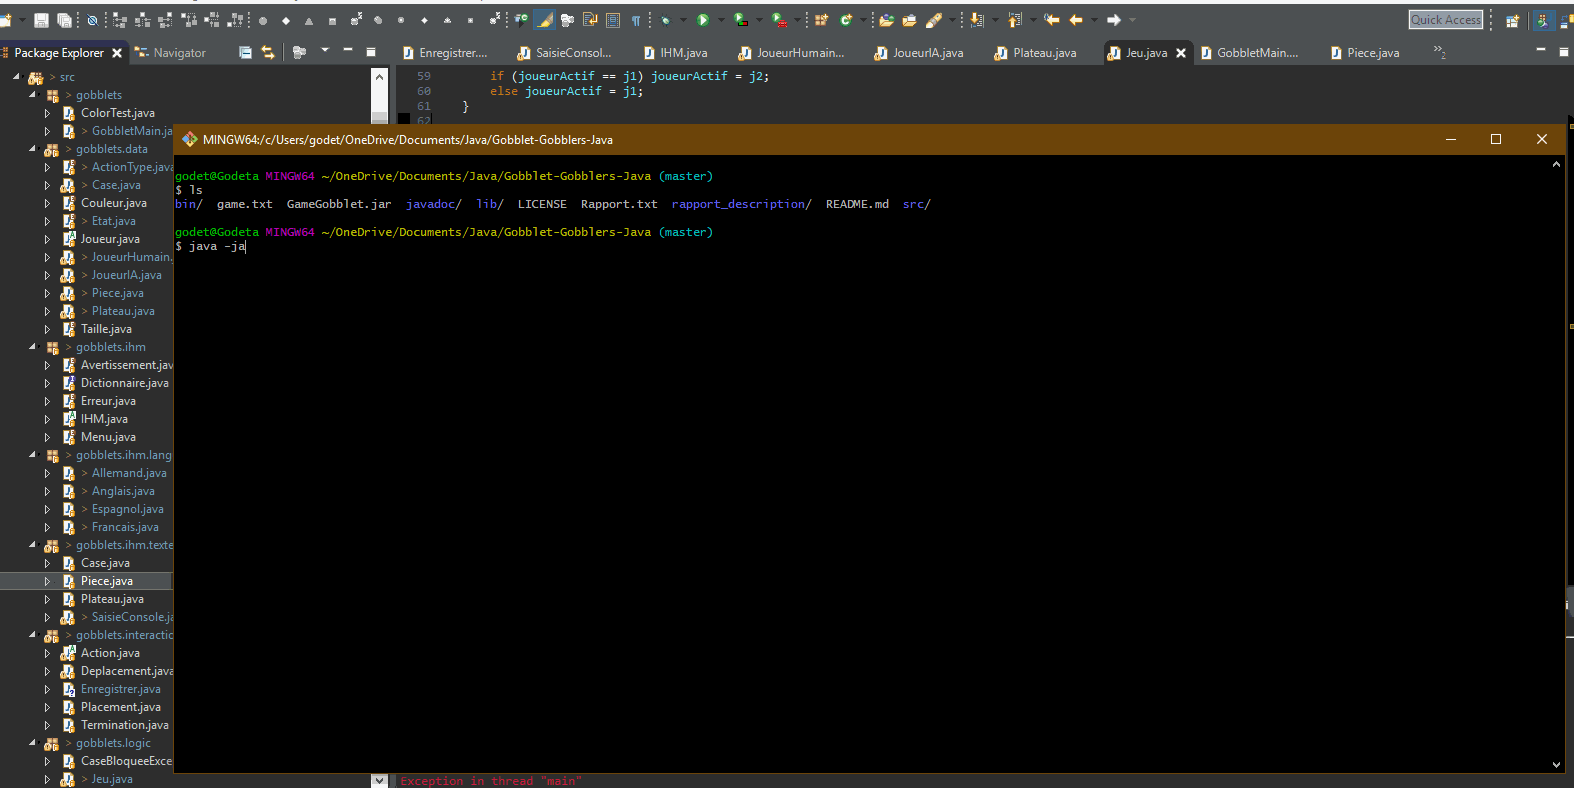 Quick Access
Package Explorer
Navigator
Enregistrer....
SaisieConsol...
IHM.java
JoueurHumain...
JoueurIA.java
Plateau.java
Jeu.java
GobbletMain....
Piece.java
»2
59 if (joueurActif == j1) joueurActif = j2;
60 else joueurActif = j1;
61 }
62
> src
> gobblets
ColorTest.java
> GobbletMain.ja
> gobblets.data
> ActionType.java
> Case.java
Couleur.java
> Etat.java
Joueur.java
> JoueurHumain.
> JoueurIA.java
> Piece.java
> Plateau.java
Taille.java
> gobblets.ihm
Avertissement.jav
Dictionnaire.java
Erreur.java
IHM.java
Menu.java
> gobblets.ihm.lang
> Allemand.java
> Anglais.java
> Espagnol.java
> Francais.java
> gobblets.ihm.texte
Case.java
Piece.java
Plateau.java
> SaisieConsole.ja
> gobblets.interactic
Action.java
Deplacement.java
Enregistrer.java
Placement.java
Termination.java
> gobblets.logic
CaseBloqueeExce
> Jeu.java
MINGW64:/c/Users/godet/OneDrive/Documents/Java/Gobblet-Gobblers-Java
godet@Godeta MINGW64 ~/OneDrive/Documents/Java/Gobblet-Gobblers-Java (master)
$ ls
bin/ game.txt GameGobblet.jar javadoc/ lib/ LICENSE Rapport.txt rapport_description/ README.md src/
godet@Godeta MINGW64 ~/OneDrive/Documents/Java/Gobblet-Gobblers-Java (master)
$ java -ja
Exception in thread "main"